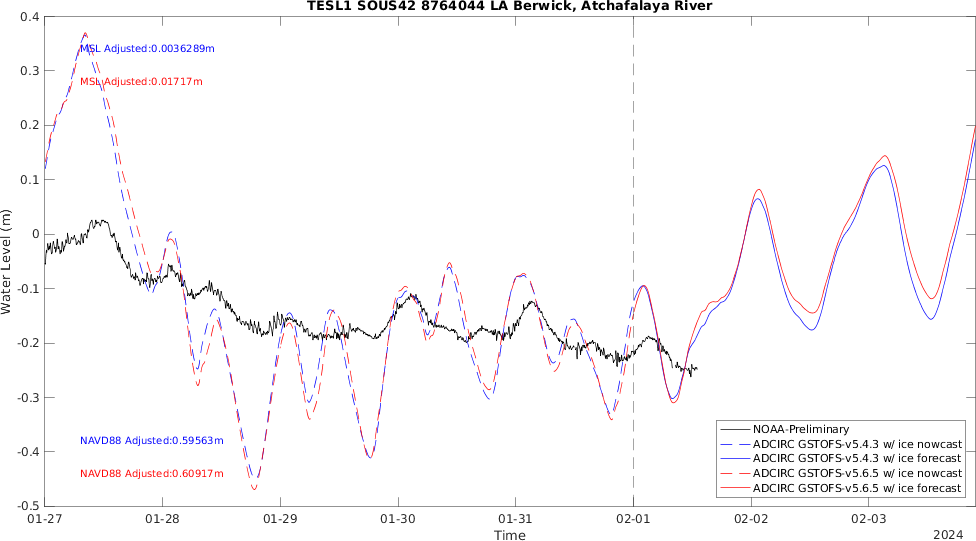 TESL1 SOUS42 8764044 LA Berwick, Atchafalaya River
0.4
MSL Adjusted:0.0036289m
0.3
MSL Adjusted:0.01717m
0.2
0.1
0
Water Level (m)
-0.1
-0.2
-0.3
NAVD88 Adjusted:0.59563m
-0.4
NAVD88 Adjusted:0.60917m
-0.5
NOAA-Preliminary
ADCIRC GSTOFS-v5.4.3 w/ ice nowcast
ADCIRC GSTOFS-v5.4.3 w/ ice forecast
ADCIRC GSTOFS-v5.6.5 w/ ice nowcast
ADCIRC GSTOFS-v5.6.5 w/ ice forecast
01-27 01-28 01-29 01-30 01-31 02-01 02-02 02-03
Time
2024